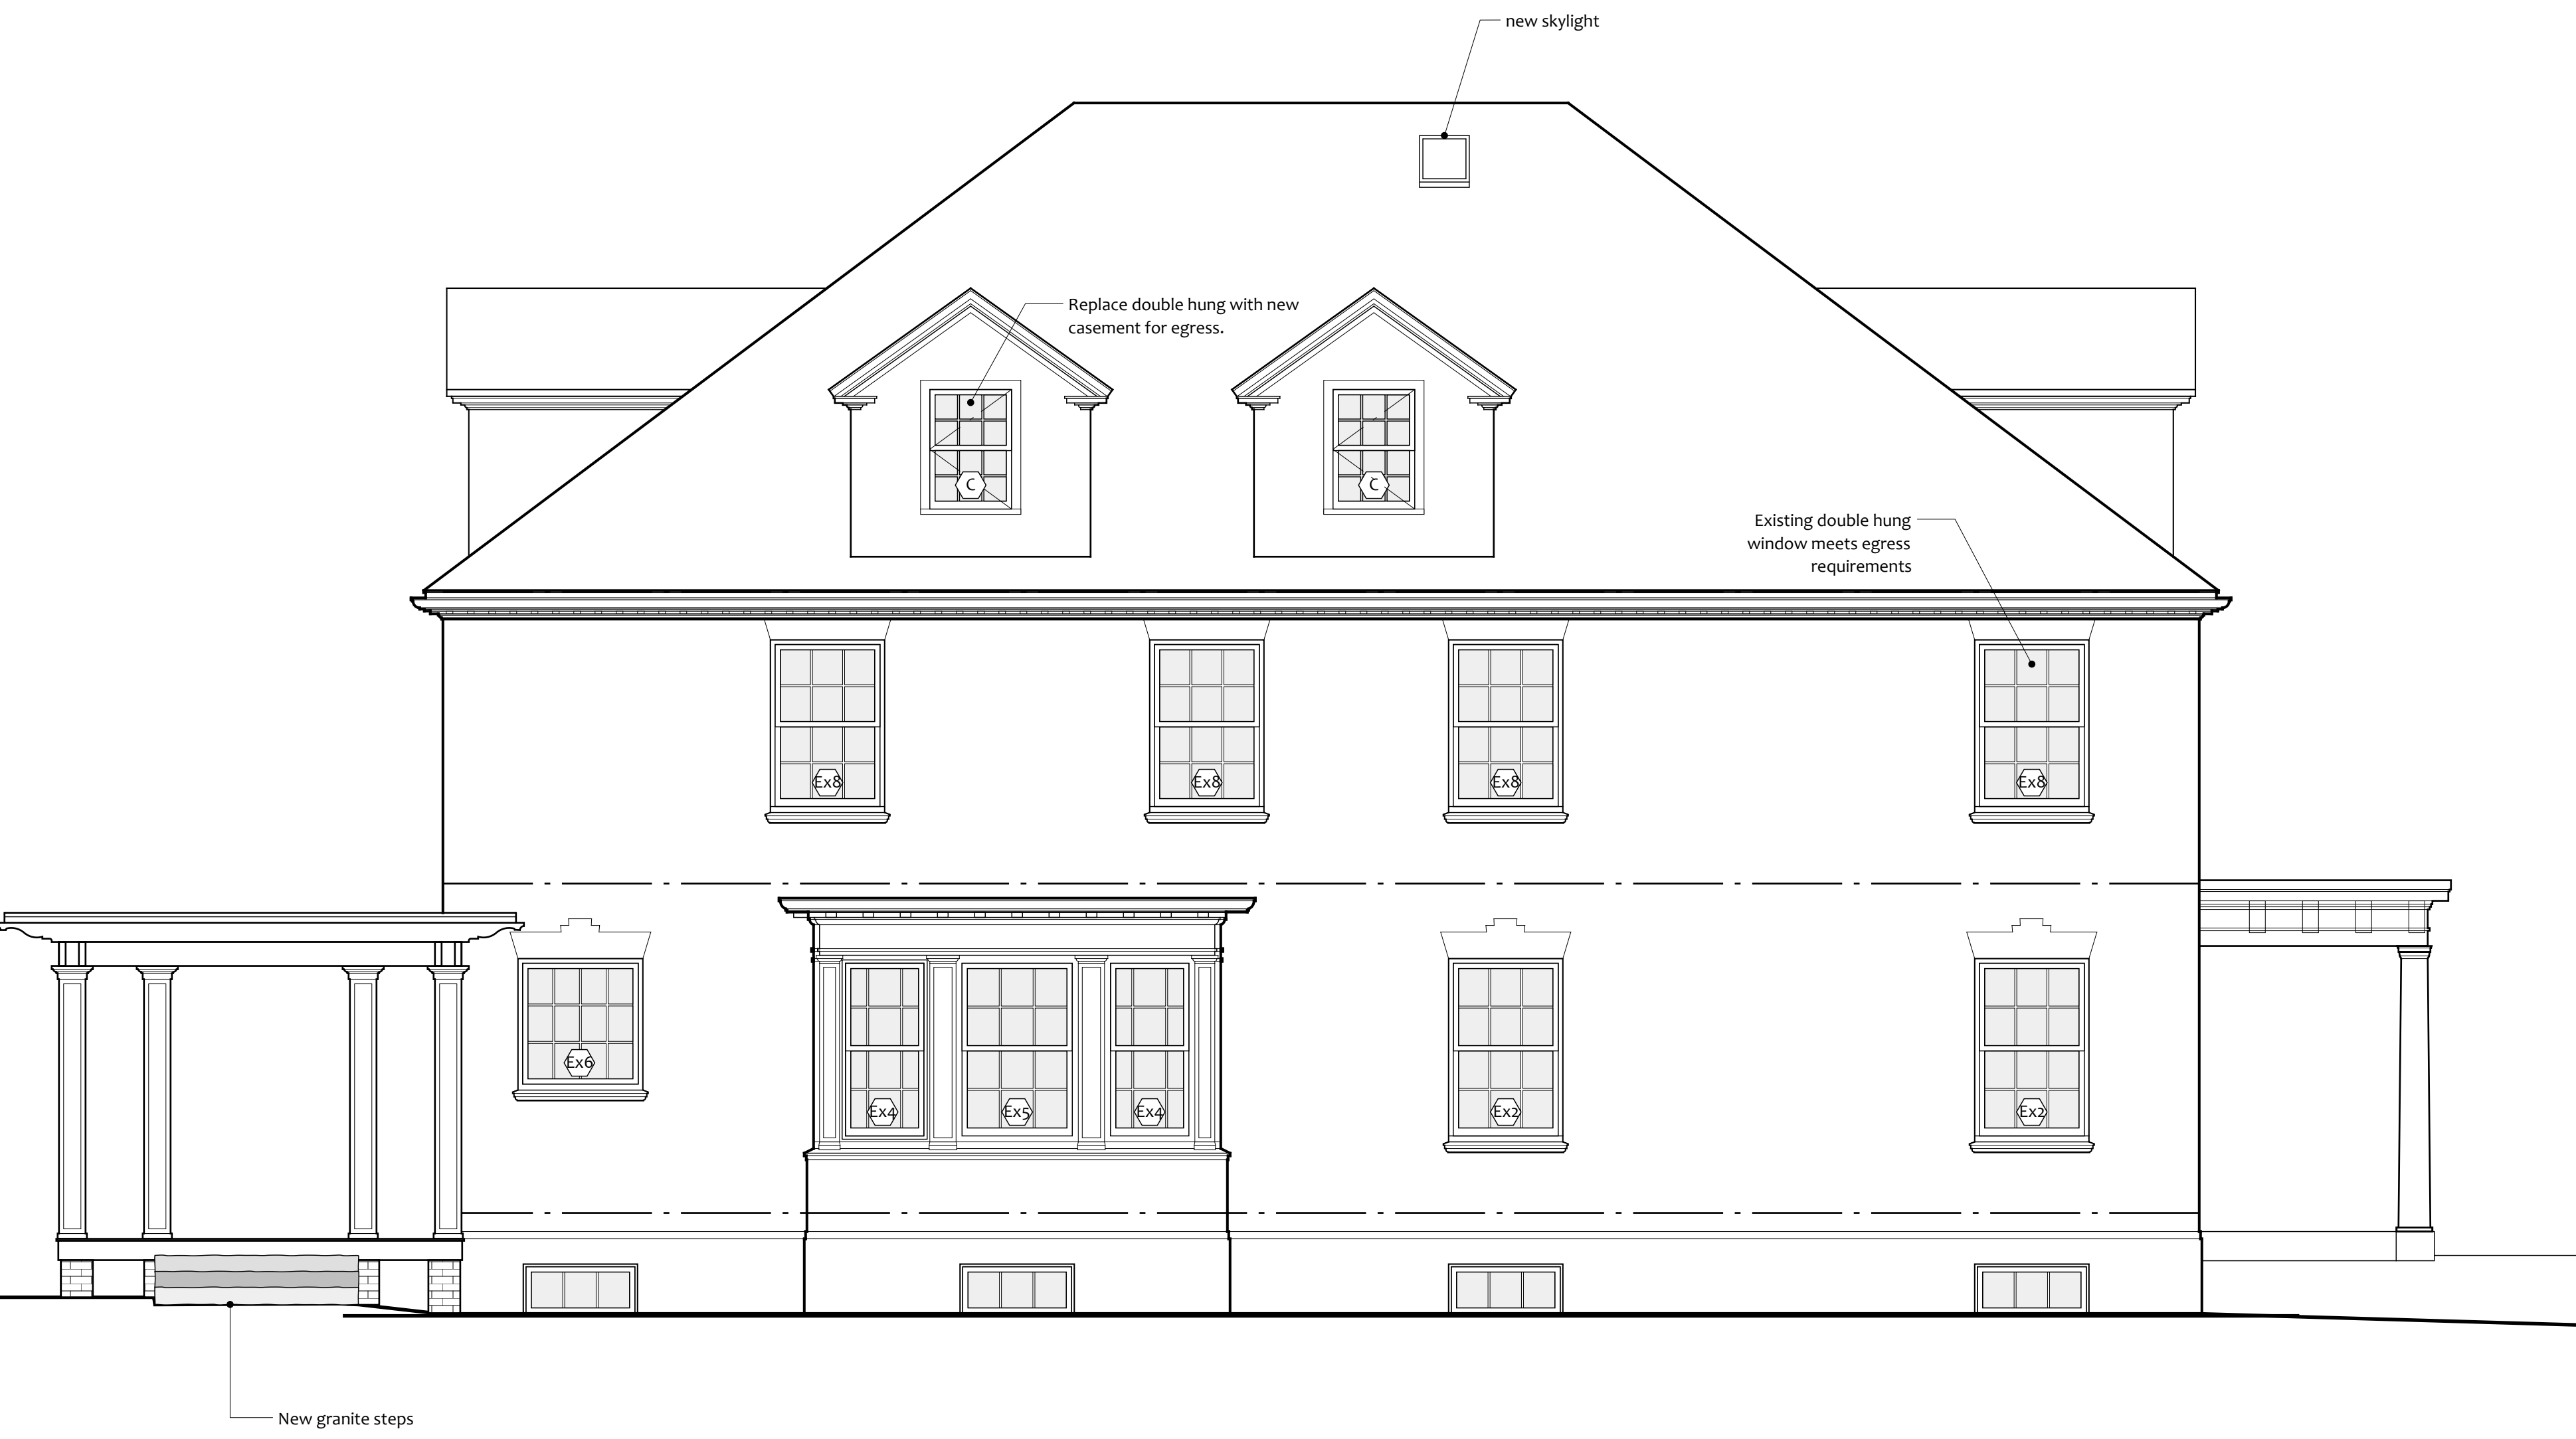 new skylight
Replace double hung with new
casement for egress.
C
C
Existing double hung
window meets egress
requirements
Ex8
Ex8
Ex8
Ex8
Ex6
Ex4
Ex5
Ex4
Ex2
Ex2
New granite steps